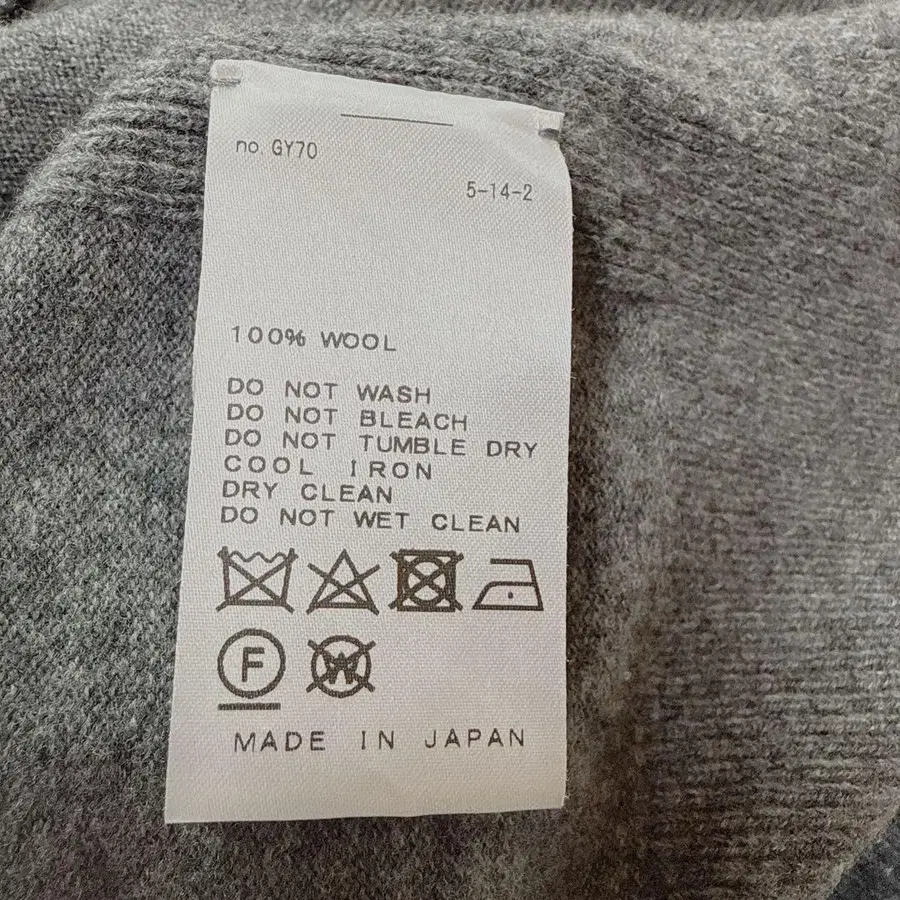 no. GY70
5-14-2
100% WOOL
DO NOT WASH
DO NOT BLEACH
DO NOT TUMBLE DRY
COOL IRON
DRY CLEAN
DO NOT WET CLEAN
F W
MADE IN JAPAN